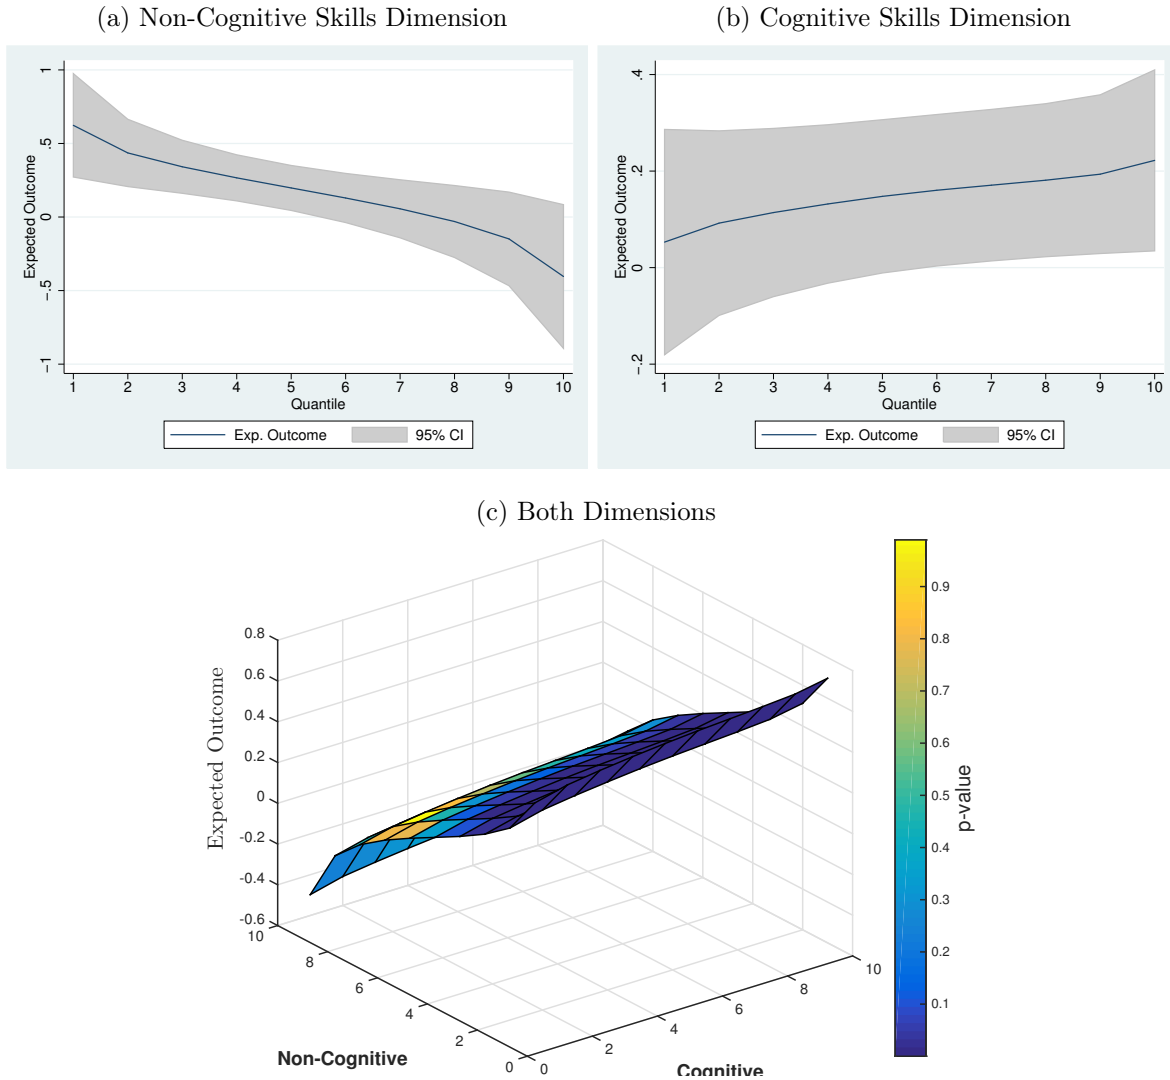 (a) Non-Cognitive Skills Dimension
(b) Cognitive Skills Dimension
Expected Outcome
1
.5
0
-.5
-1
1 2 3 4 5 6 7 8 9 10
Quantile
Exp. Outcome 95% CI
Expected Outcome
.4
.2
0
-.2
1 2 3 4 5 6 7 8 9 10
Quantile
Exp. Outcome 95% CI
(c) Both Dimensions
Expected Outcome
0.8
0.6
0.4
0.2
0
-0.2
-0.4
-0.6
10
8
6
4
2
0
Non-Cognitive
0
2
4
6
8
10
Cognitive
0.9
0.8
0.7
0.6
0.5
0.4
0.3
0.2
0.1
p-value